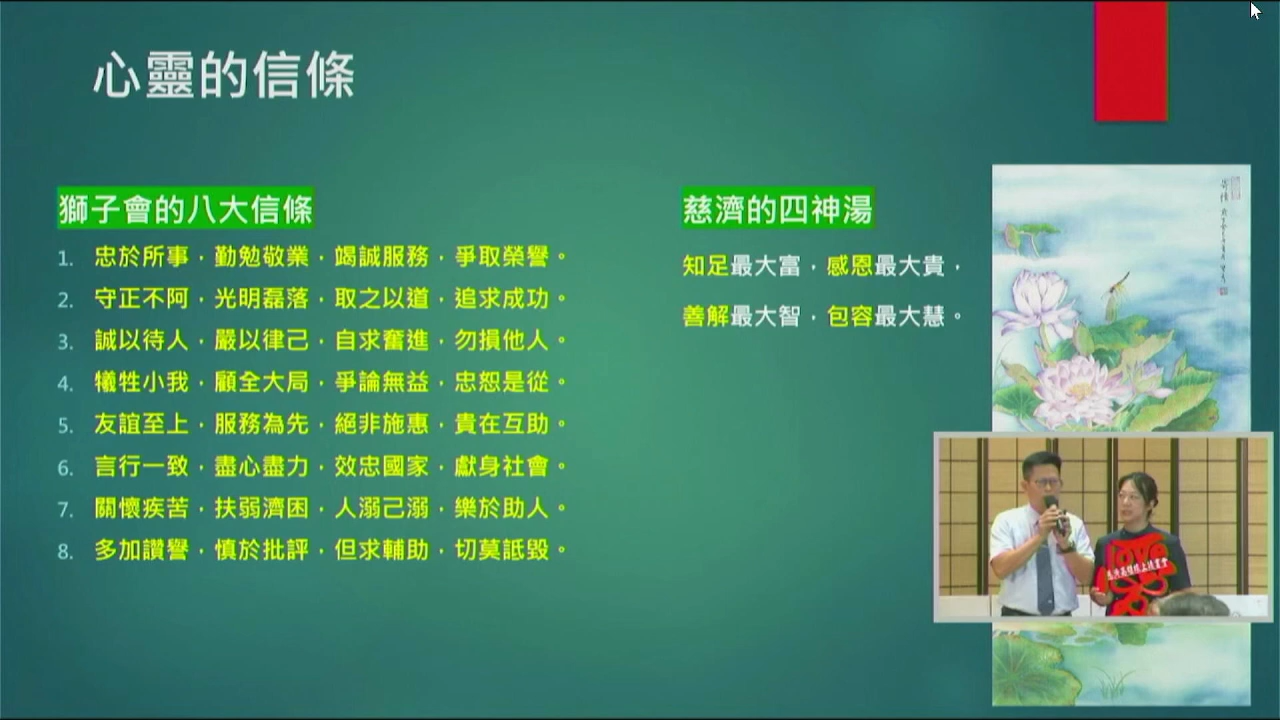 心靈的信條
獅子會的八大信條
1. 忠於所事，勤勉敬業，竭誠服務，爭取榮譽。
2. 守正不阿，光明磊落，取之以道，追求成功。
3. 誠以待人，嚴以律己，自求奮進，勿損他人。
4. 犧牲小我，顧全大局，爭論無益，忠恕是從。
5. 友誼至上，服務為先，絕非施惠，貴在互助。
6. 言行一致，盡心盡力，效忠國家，獻身社會。
7. 關懷疾苦，扶弱濟困，人溺己溺，樂於助人。
8. 多加讚譽，慎於批評，但求輔助，切莫詆毀。
慈濟的四神湯
知足最大富，感恩最大貴，
善解最大智，包容最大慧。
love